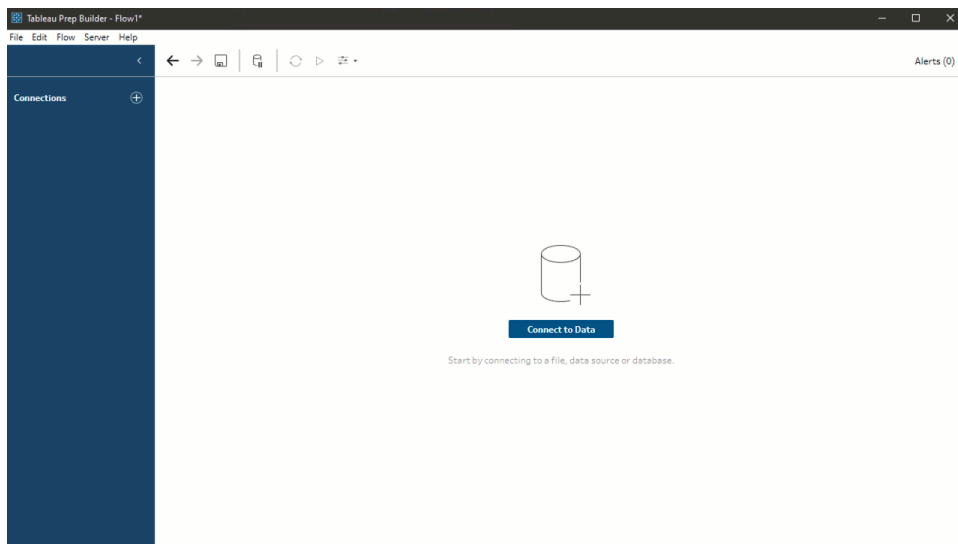 Tableau Prep Builder - Flow1*
File Edit Flow Server Help
Alerts (0)
Connections
Connect to Data
Start by connecting to a file, data source or database.